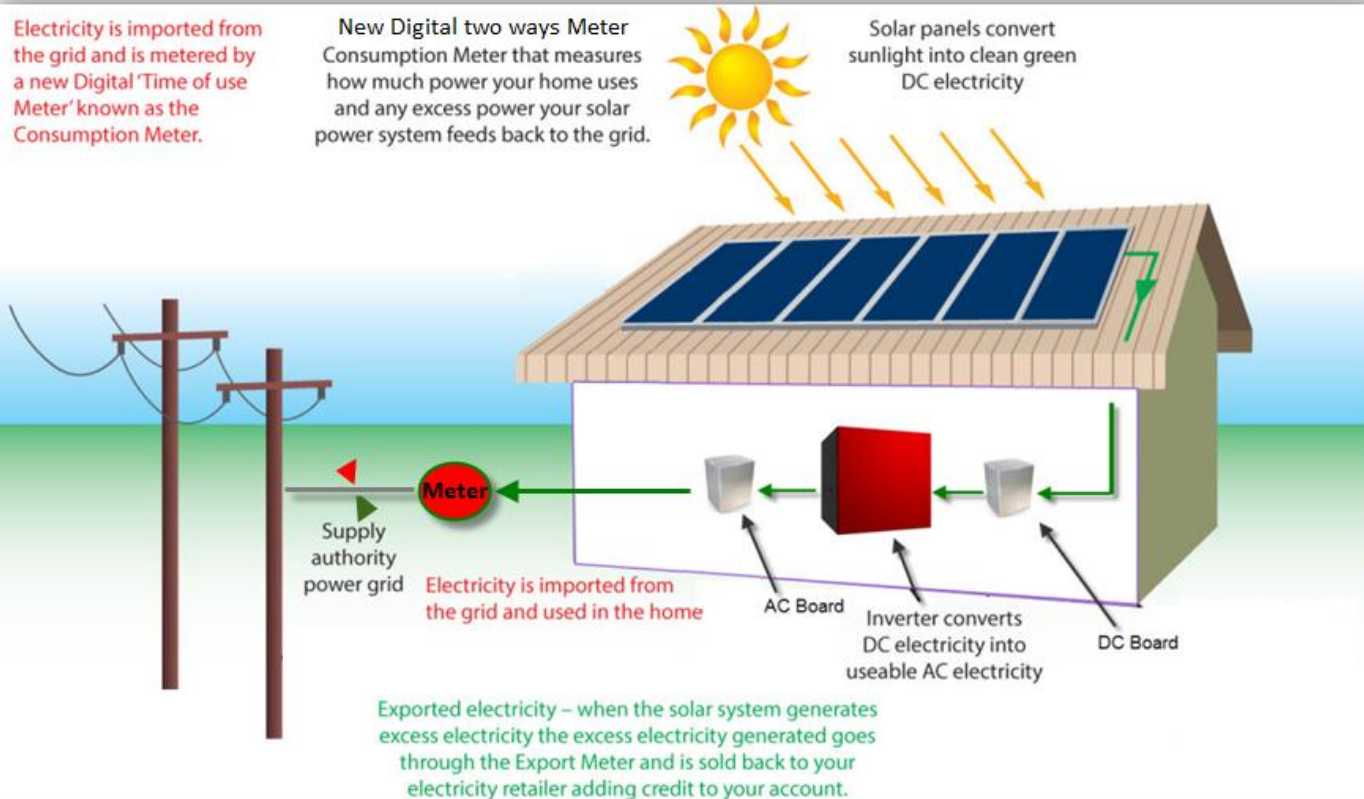 Electricity is imported from
the grid and is metered by
a new Digital ‘Time of use
Meter’ known as the
Consumption Meter.
New Digital two ways Meter
Consumption Meter that measures
how much power your home uses
and any excess power your solar
power system feeds back to the grid.
Solar panels convert
sunlight into clean green
DC electricity
Meter
Supply
authority
power grid
Electricity is imported from
the grid and used in the home
AC Board
Inverter converts
DC electricity into
useable AC electricity
DC Board
Exported electricity – when the solar system generates
excess electricity the excess electricity generated goes
through the Export Meter and is sold back to your
electricity retailer adding credit to your account.